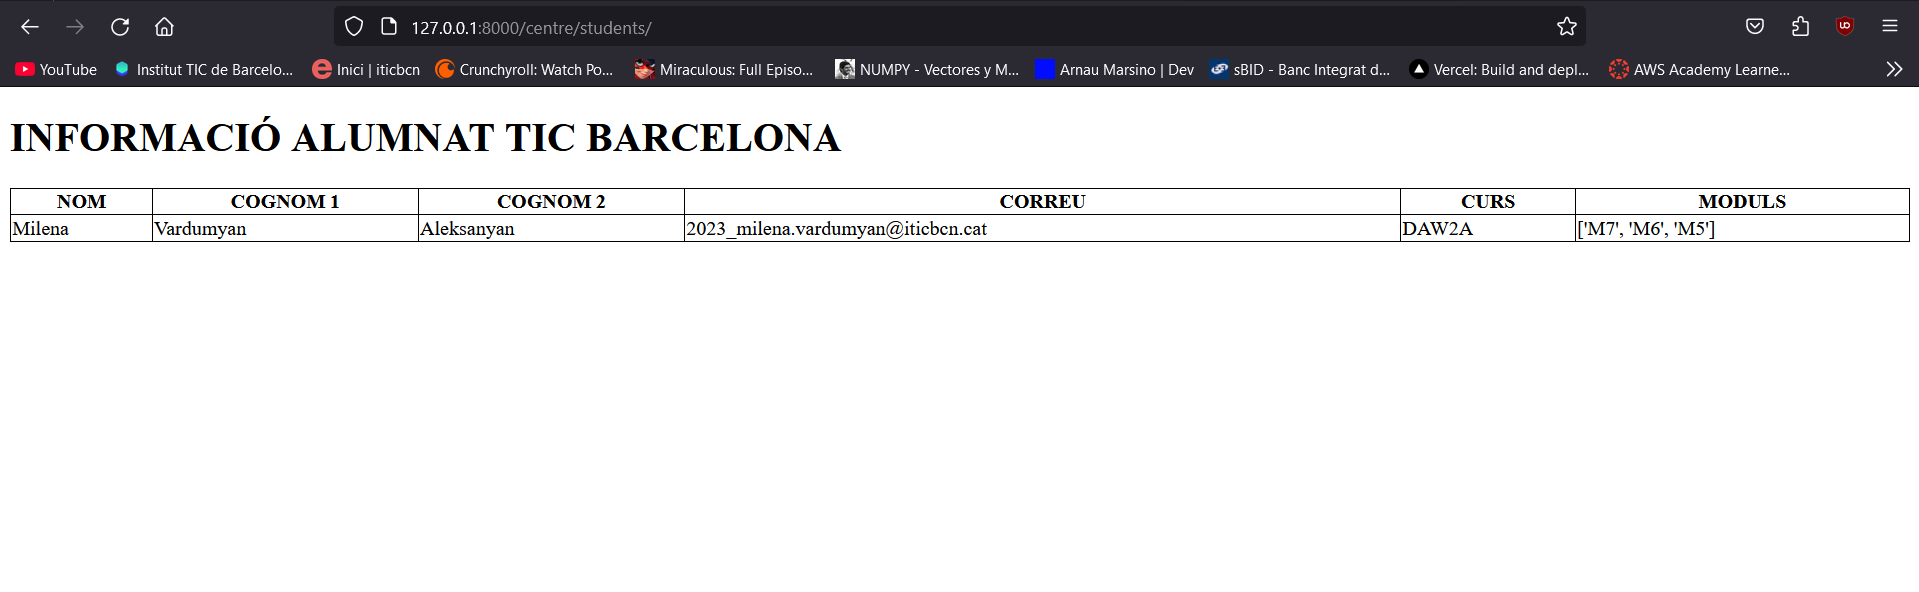 127.0.0.1:8000/centre/students/
YouTube Institut TIC de Barcelo... Inici | iticbcn Crunchyroll: Watch Po... Miraculous: Full Episo... NUMPY - Vectores y M... Arnau Marsino | Dev sBID - Banc Integrat d... Vercel: Build and depl... AWS Academy Learne...
INFORMACIÓ ALUMNAT TIC BARCELONA
NOM COGNOM 1 COGNOM 2 CORREU CURS MODULS
Milena Vardumyan Aleksanyan 2023_milena.vardumyan@iticbcn.cat DAW2A ['M7', 'M6', 'M5']